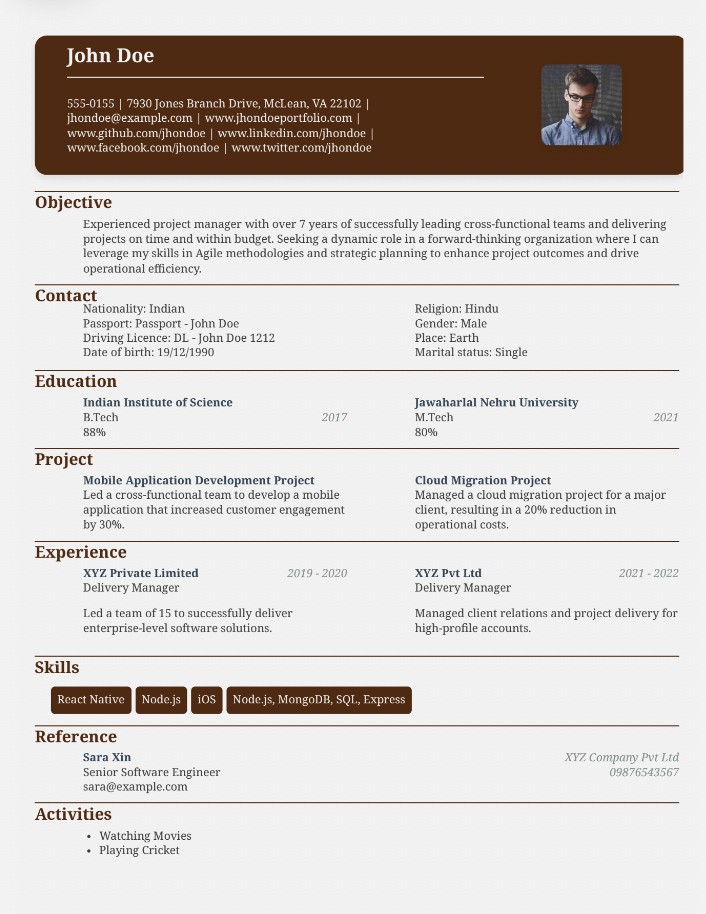 John Doe
555-0155 | 7930 Jones Branch Drive, McLean, VA 22102 |
jhondoe@example.com | www.jhondoeportfolio.com |
www.github.com/jhondoe | www.linkedin.com/jhondoe |
www.facebook.com/jhondoe | www.twitter.com/jhondoe
Objective
Experienced project manager with over 7 years of successfully leading cross-functional teams and delivering
projects on time and within budget. Seeking a dynamic role in a forward-thinking organization where I can
leverage my skills in Agile methodologies and strategic planning to enhance project outcomes and drive
operational efficiency.
Contact
Nationality: Indian
Passport: Passport - John Doe
Driving Licence: DL - John Doe 1212
Date of birth: 19/12/1990
Religion: Hindu
Gender: Male
Place: Earth
Marital status: Single
Education
Indian Institute of Science
B.Tech 2017
88%
Jawaharlal Nehru University
M.Tech 2021
80%
Project
Mobile Application Development Project
Led a cross-functional team to develop a mobile
application that increased customer engagement
by 30%.
Cloud Migration Project
Managed a cloud migration project for a major
client, resulting in a 20% reduction in
operational costs.
Experience
XYZ Private Limited 2019 - 2020
Delivery Manager
Led a team of 15 to successfully deliver
enterprise-level software solutions.
XYZ Pvt Ltd 2021 - 2022
Delivery Manager
Managed client relations and project delivery for
high-profile accounts.
Skills
React Native Node.js iOS Node.js, MongoDB, SQL, Express
Reference
Sara Xin XYZ Company Pvt Ltd
Senior Software Engineer 09876543567
sara@example.com
Activities
• Watching Movies
• Playing Cricket